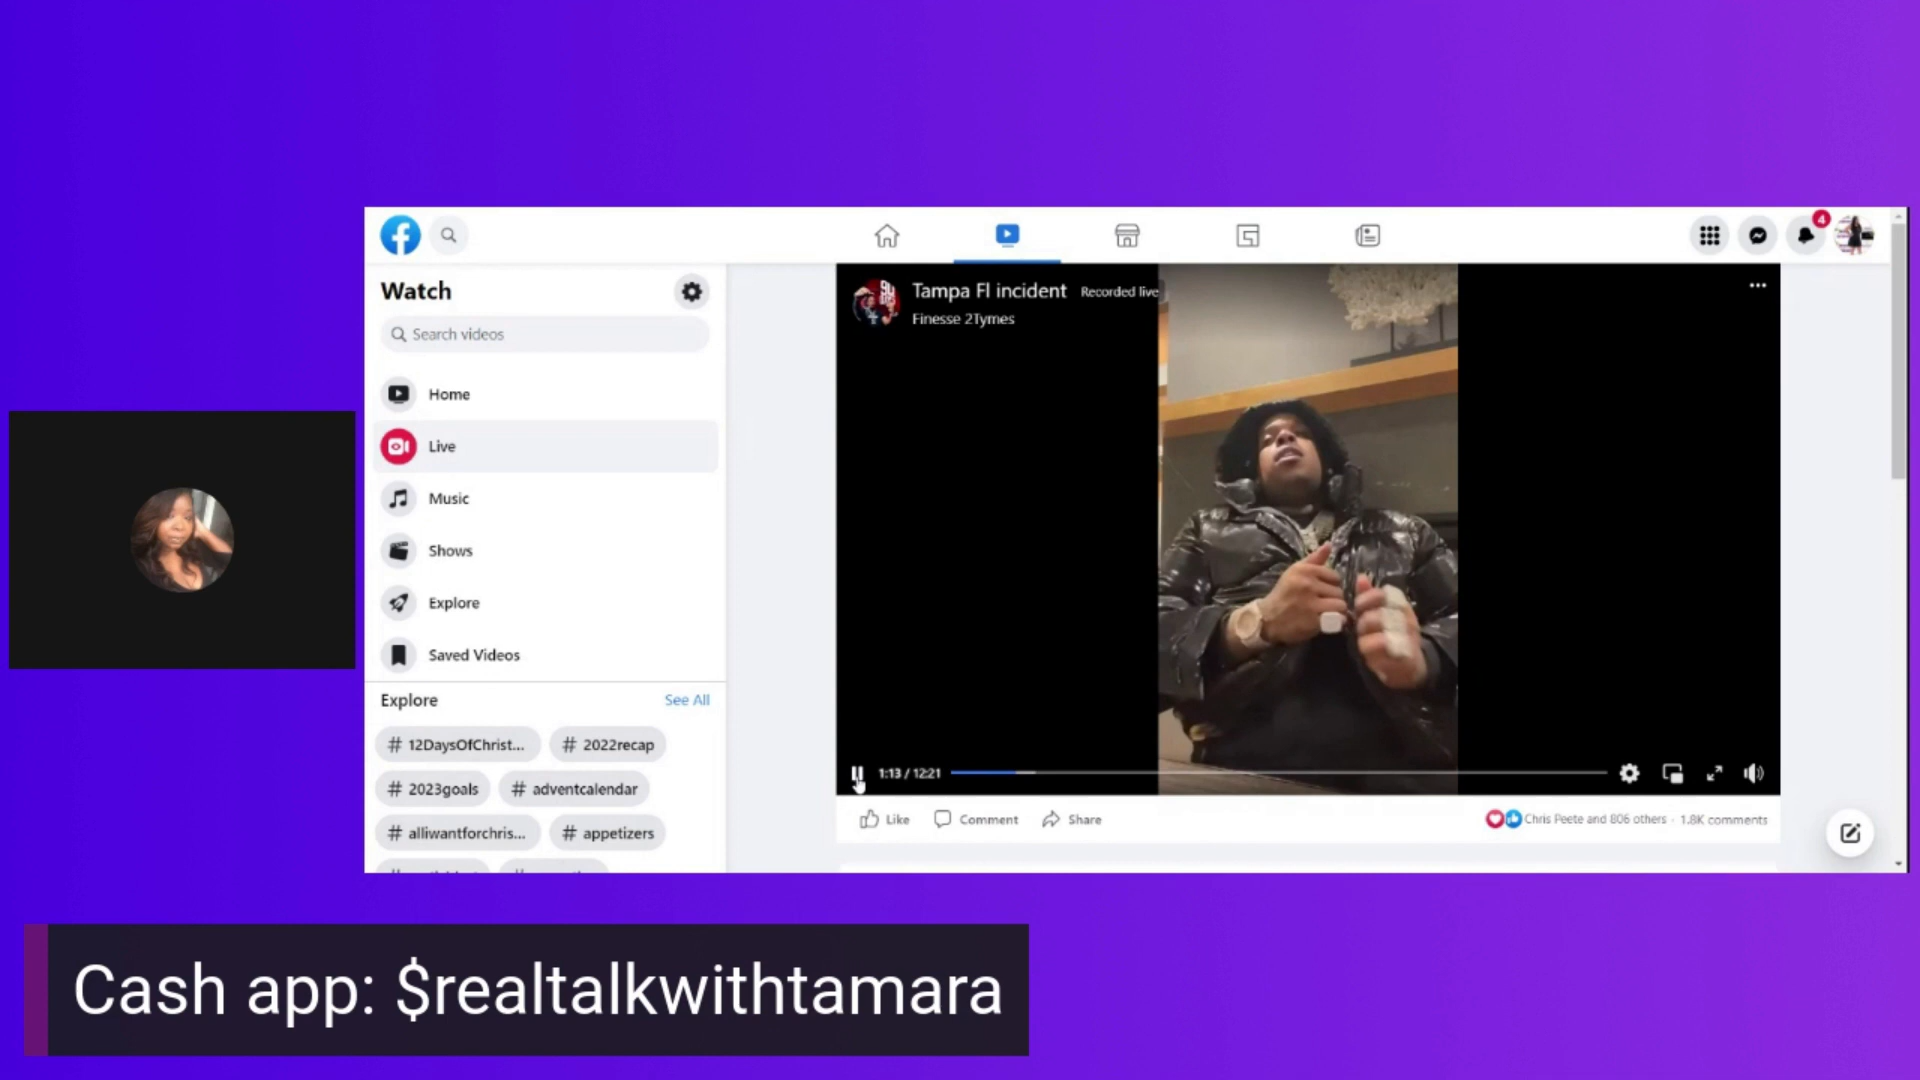 4
Watch
Search videos
Home
Live
Music
Shows
Explore
Saved Videos
Explore See All
# 12DaysOfChrist... # 2022recap
# 2023goals # adventcalendar
# alliwantforchris... # appetizers
Tampa Fl incident Recorded live
Finesse 2Tymes
1:13 / 12:21
Like Comment Share
Chris Peete and 806 others · 1.8K comments
Cash app: $realtalkwithtamara